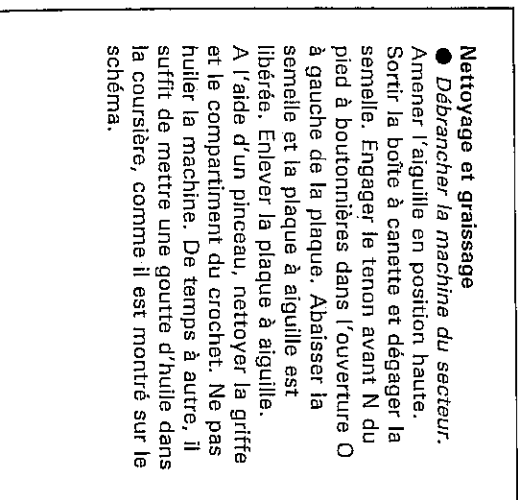 Nettoyage et graissage
● Débrancher la machine du secteur.
Amener l'aiguille en position haute.
Sortir la boîte à canette et dégager la
semelle. Engager le tenon avant N du
pied à boutonnières dans l'ouverture O
à gauche de la plaque. Abaisser la
semelle et la plaque à aiguille est
libérée. Enlever la plaque à aiguille.
A l'aide d'un pinceau, nettoyer la griffe
et le compartiment du crochet. Ne pas
huiler la machine. De temps à autre, il
suffit de mettre une goutte d'huile dans
la coursière, comme il est montré sur le
schéma.